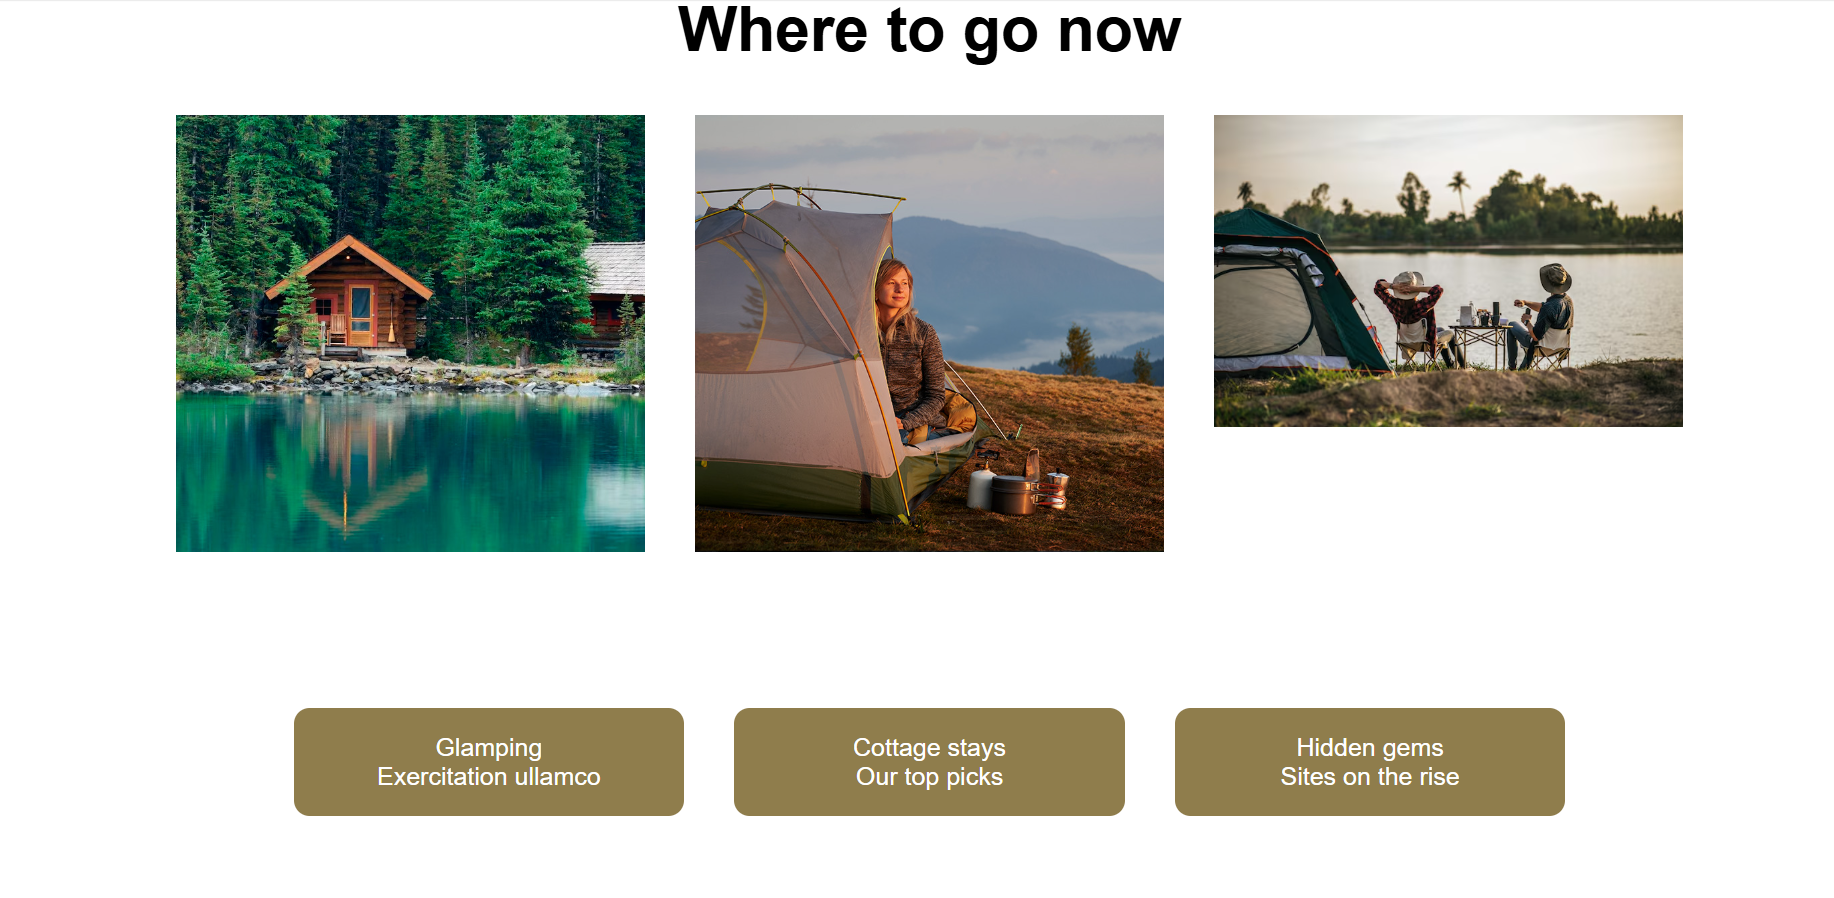 Where to go now
Glamping
Exercitation ullamco
Cottage stays
Our top picks
Hidden gems
Sites on the rise